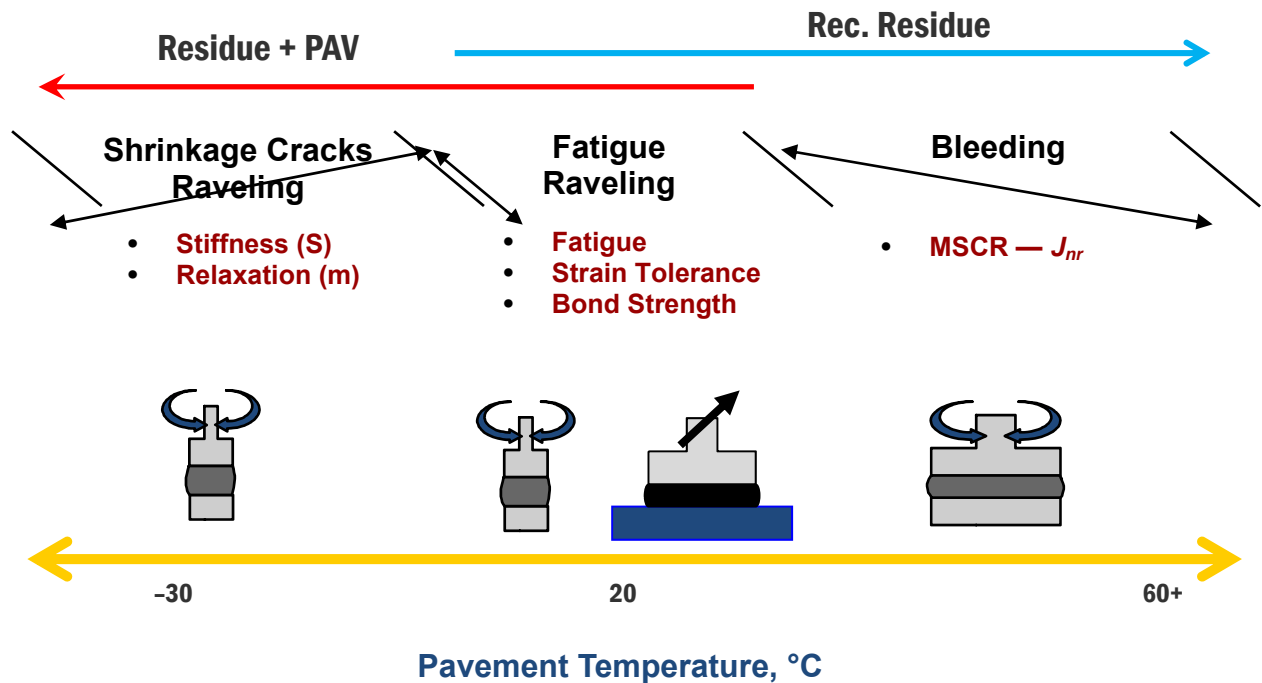 Residue + PAV
Rec. Residue
Shrinkage Cracks
Raveling
Fatigue
Raveling
Bleeding
• Stiffness (S)
• Relaxation (m)
• Fatigue
• Strain Tolerance
• Bond Strength
• MSCR — Jnr
–30
20
60+
Pavement Temperature, °C